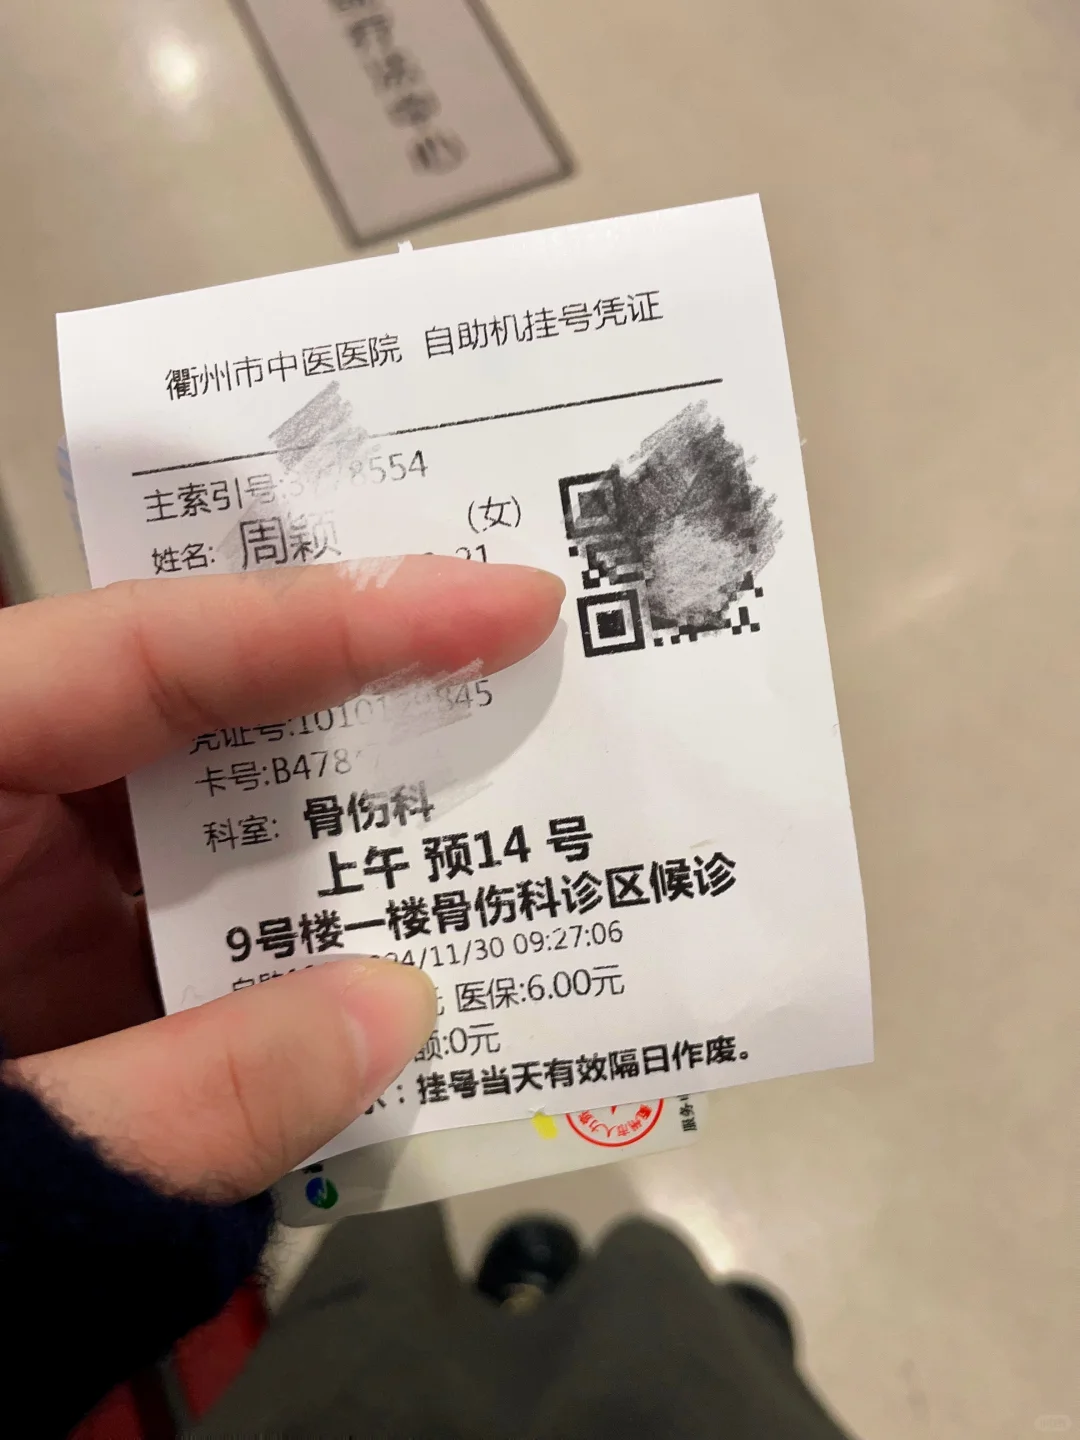 衢州市中医医院 自助机挂号凭证
主索引号:3778554
姓名: 周颖 (女)
21
凭证号:1010129845
卡号:B478
科室: 骨伤科
上午 预14 号
9号楼一楼骨伤科诊区候诊
24/11/30 09:27:06
医保:6.00元
额:0元
：挂号当天有效隔日作废。